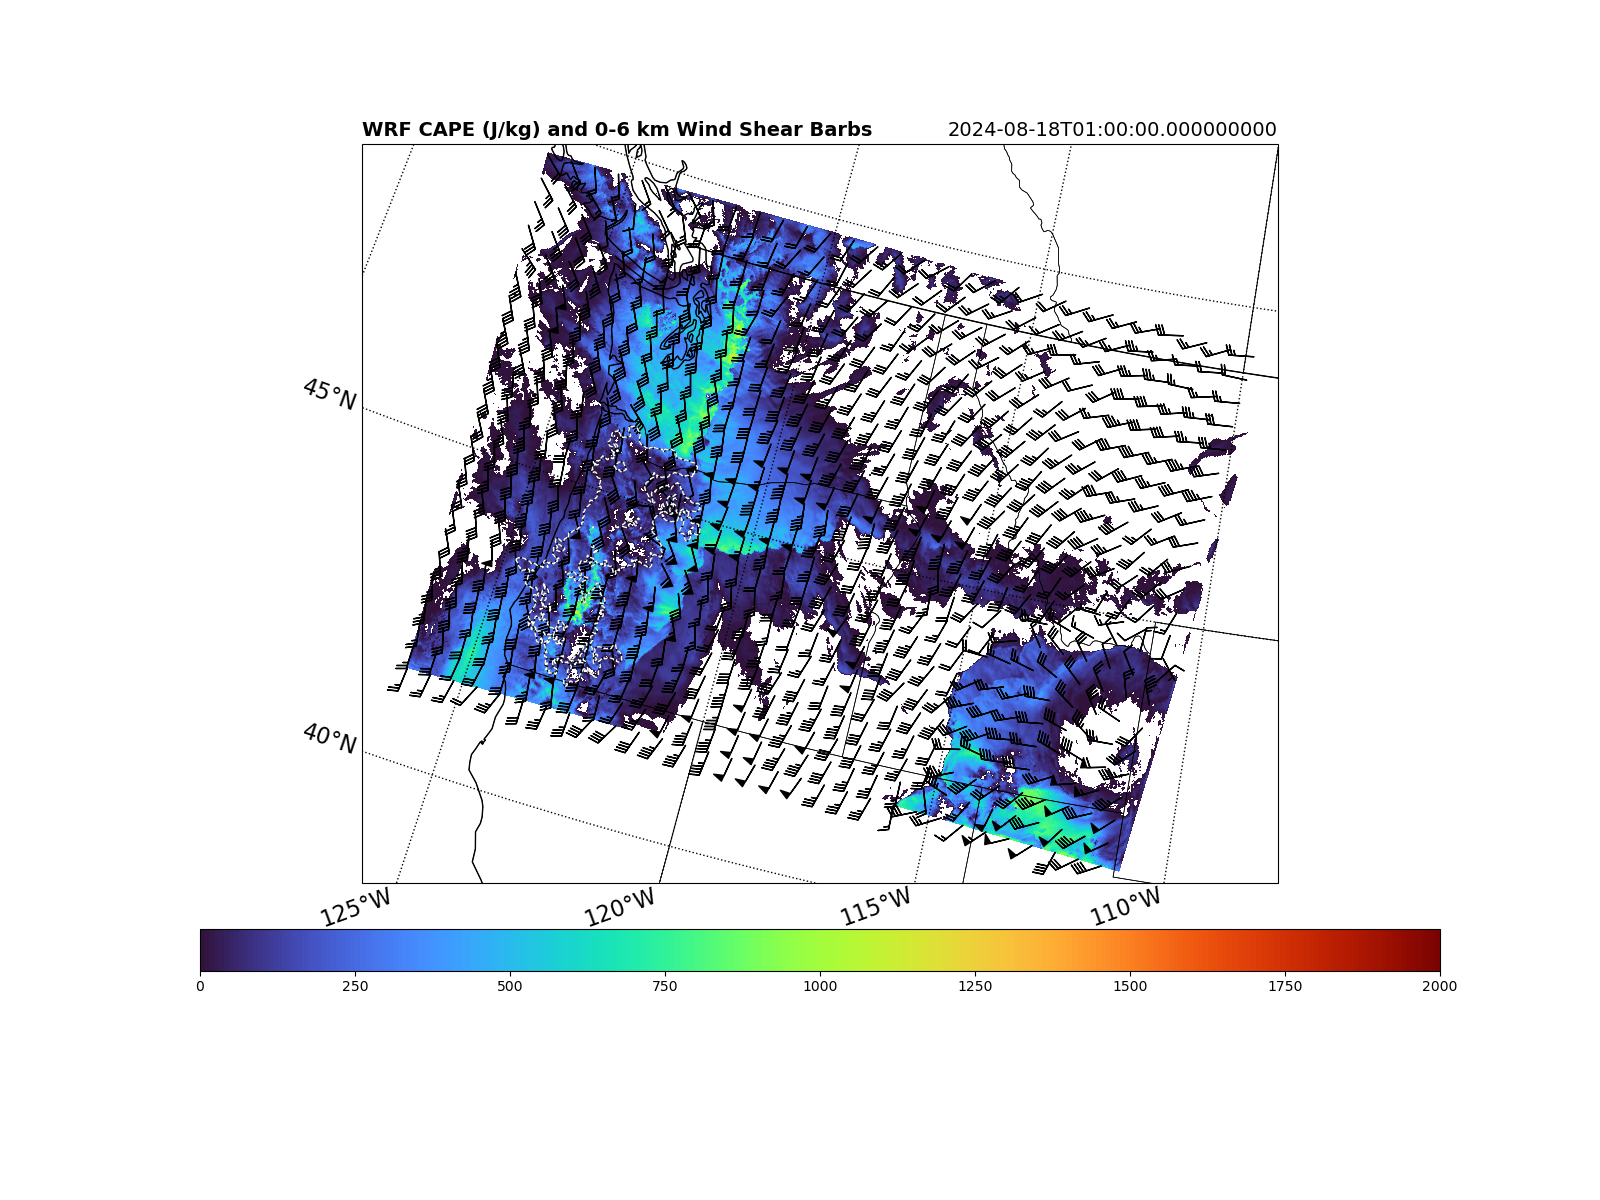 WRF CAPE (J/kg) and 0-6 km Wind Shear Barbs 2024-08-18T01:00:00.000000000
45°N
40°N
125°W 120°W 115°W 110°W
0 250 500 750 1000 1250 1500 1750 2000